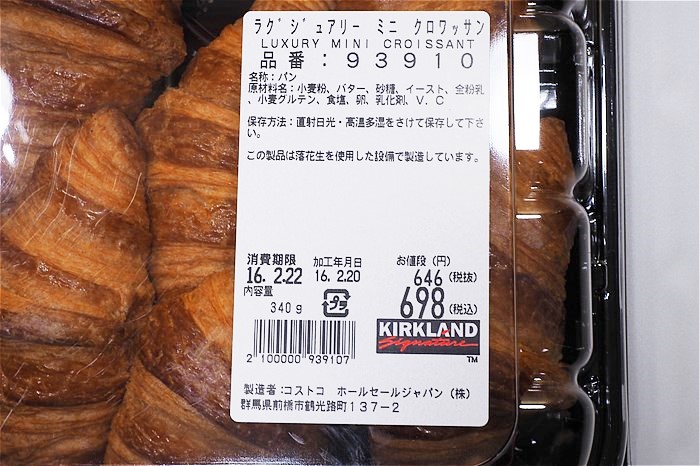 ラグジュアリー ミニ クロワッサン
LUXURY MINI CROISSANT
品番:93910
名称:パン
原材料名:小麦粉、バター、砂糖、イースト、全粉乳
、小麦グルテン、食塩、卵、乳化剤、V.C
保存方法:直射日光・高温多湿をさけて保存して下さ
い。
この製品は落花生を使用した設備で製造しています。
消費期限 加工年月日 お値段(円)
16.2.22 16.2.20 646(税抜)
内容量 698(税込)
340g プラ
KIRKLAND
Signature
TM
2100000939107
製造者:コストコ ホールセールジャパン(株)
群馬県前橋市鶴光路町137-2